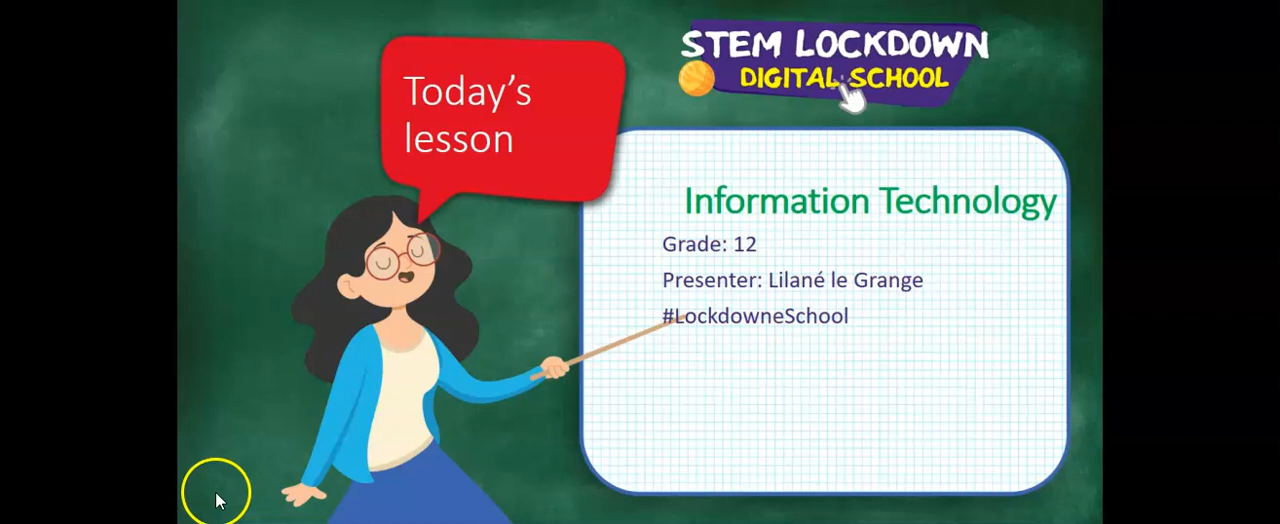 STEM LOCKDOWN
DIGITAL SCHOOL
Today's
lesson
Information Technology
Grade: 12
Presenter: Lilané le Grange
#LockdowneSchool